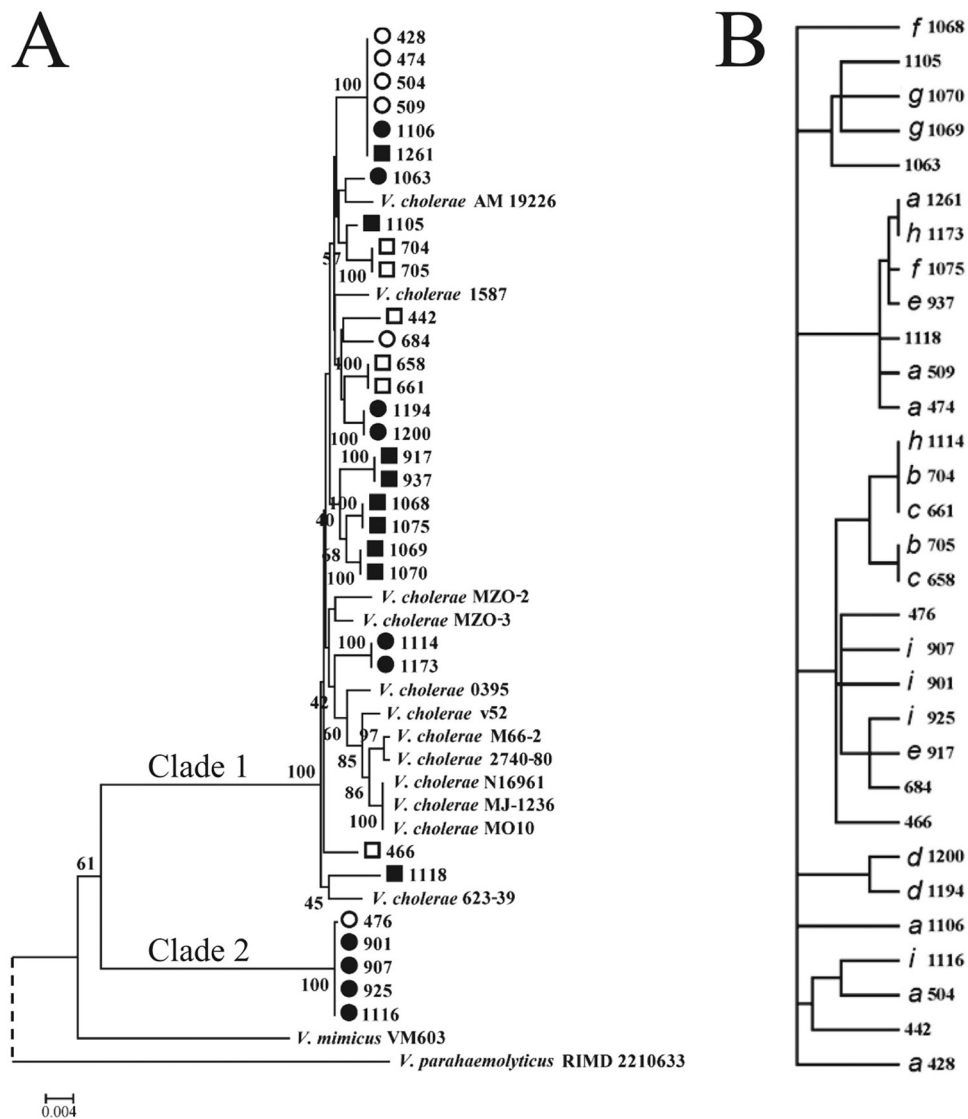 A
428
474
504
509
100
1106
1261
1063
V. cholerae AM 19226
1105
704
57
705
100
V. cholerae 1587
442
684
100
658
661
1194
100
1200
100
917
937
100
1068
40
1075
68
1069
100
1070
V. cholerae MZO-2
V. cholerae MZO-3
100
1114
1173
V. cholerae 0395
42
V. cholerae v52
60
97
V. cholerae M66-2
85
V. cholerae 2740-80
Clade 1
100
V. cholerae N16961
86
V. cholerae MJ-1236
100
V. cholerae MO10
466
61
1118
45
V. cholerae 623-39
476
901
Clade 2
907
100
925
1116
V. mimicus VM603
V. parahaemolyticus RIMD 2210633
0.004
B
f 1068
1105
g 1070
g 1069
1063
a 1261
h 1173
f 1075
e 937
1118
a 509
a 474
h 1114
b 704
c 661
b 705
c 658
476
i 907
i 901
i 925
e 917
684
466
d 1200
d 1194
a 1106
i 1116
a 504
442
a 428